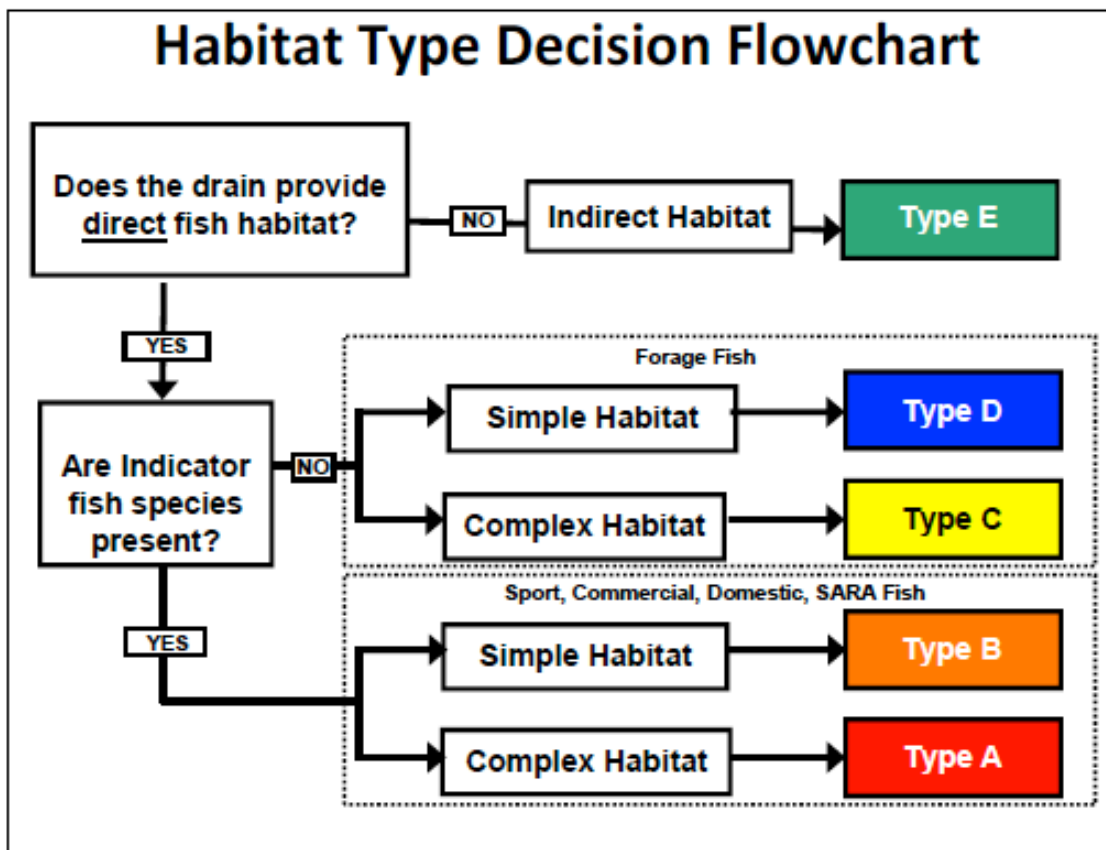 Habitat Type Decision Flowchart
Does the drain provide
direct fish habitat?
NO
Indirect Habitat
Type E
YES
Are Indicator
fish species
present?
NO
Forage Fish
Simple Habitat
Type D
Complex Habitat
Type C
YES
Sport, Commercial, Domestic, SARA Fish
Simple Habitat
Type B
Complex Habitat
Type A